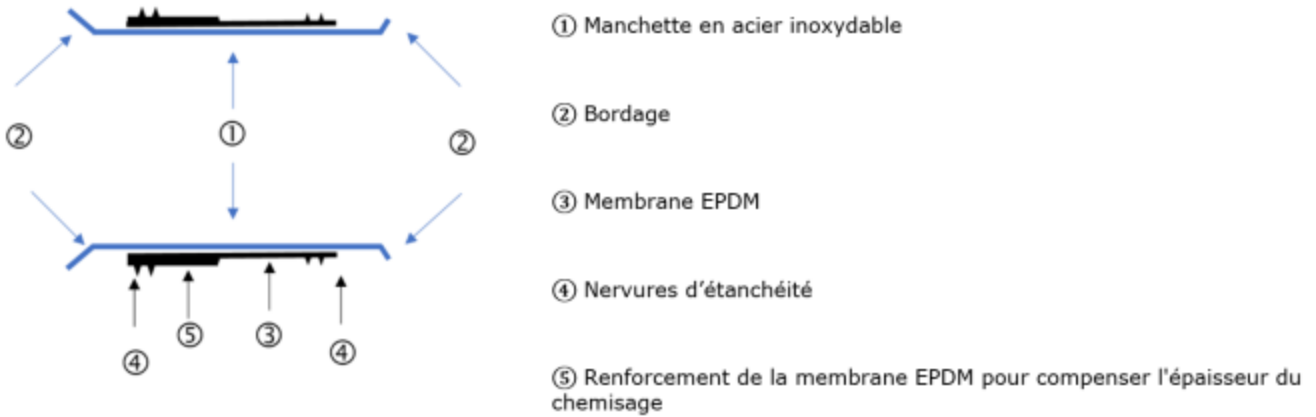 ① Manchette en acier inoxydable
② Bordage
③ Membrane EPDM
④ Nervures d’étanchéité
⑤ Renforcement de la membrane EPDM pour compenser l'épaisseur du
chemisage
②
①
②
⑤
③
④
④